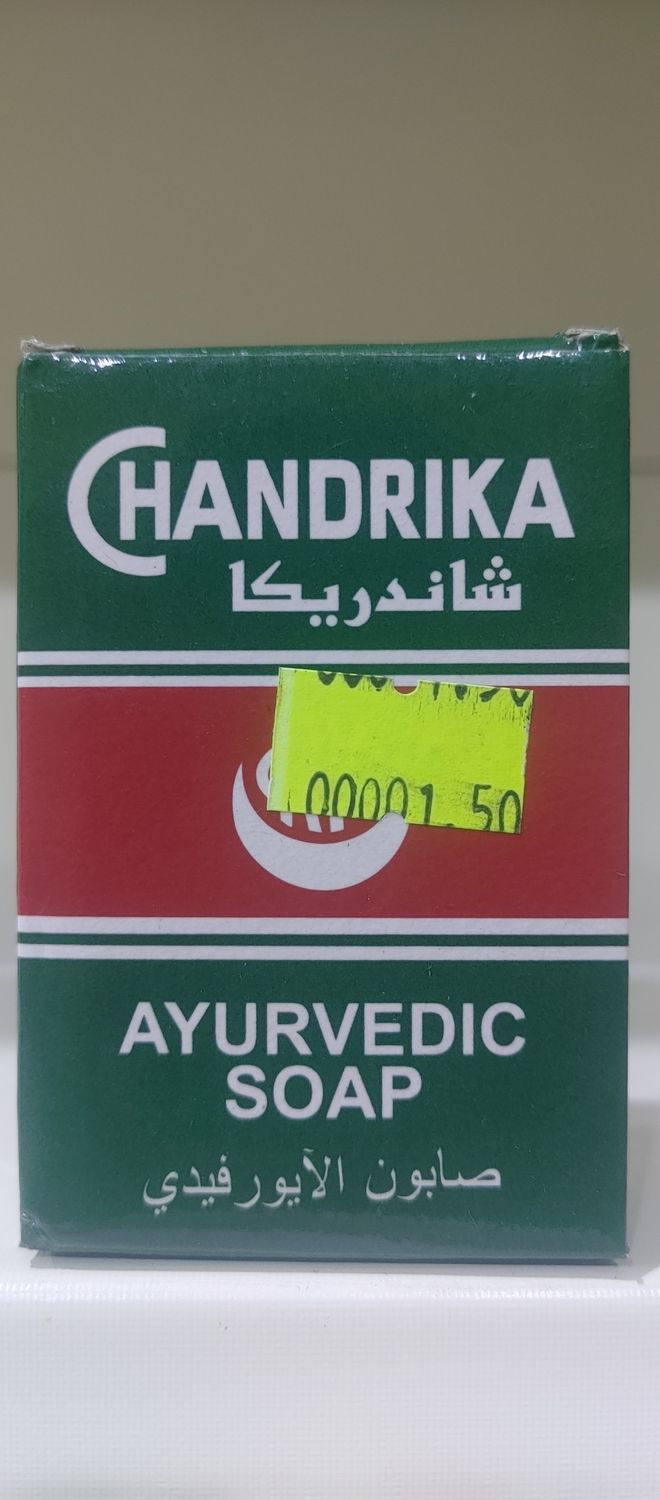 CHANDRIKA
شاندريكا
00001.50
AYURVEDIC
SOAP
صابون الآيورفيدي